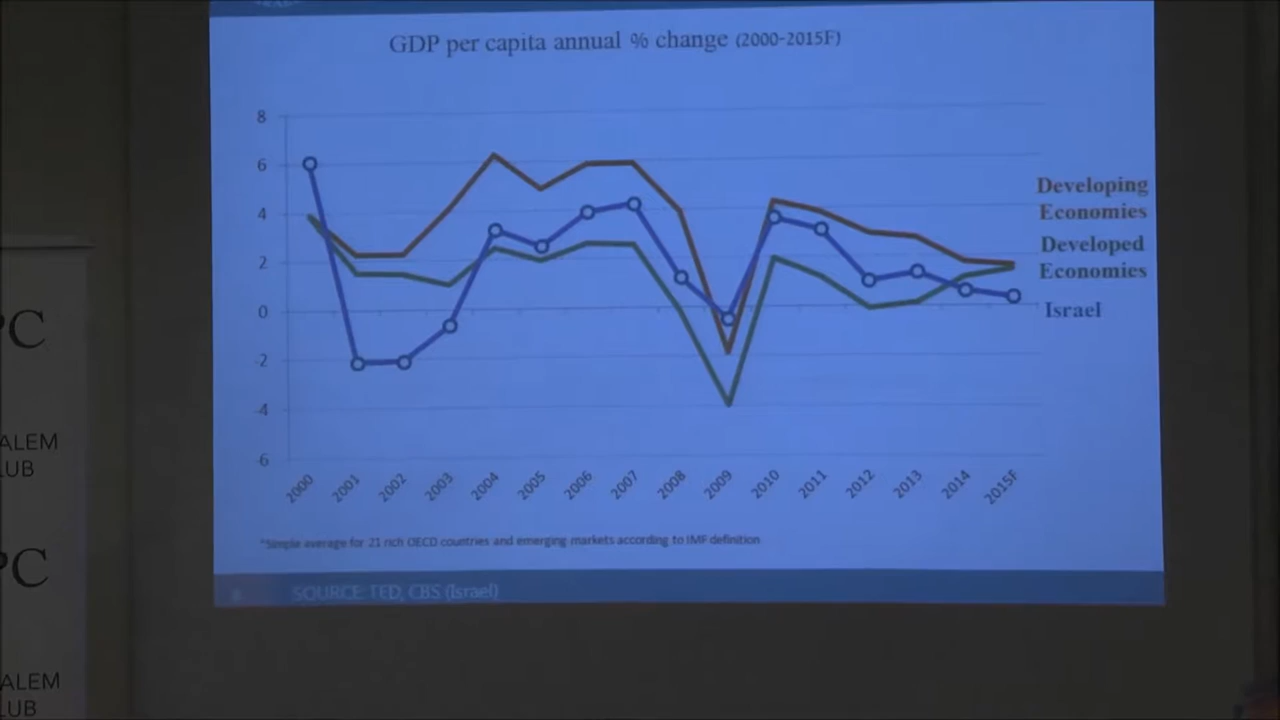 GDP per capita annual % change (2000-2015F)
8
6
4
2
0
-2
-4
-6
2000 2001 2002 2003 2004 2005 2006 2007 2008 2009 2010 2011 2012 2013 2014 2015F
Developing
Economies
Developed
Economies
Israel
*Simple average for 21 rich OECD countries and emerging markets according to IMF definition
SOURCE: TED, CBS (Israel)
PC
ALEM
LUB
PC
ALEM
LUB